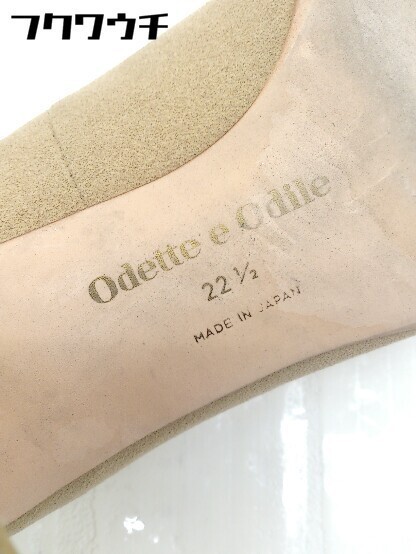 フクワウチ
Odette e Odile
22 ½
MADE IN JAPAN